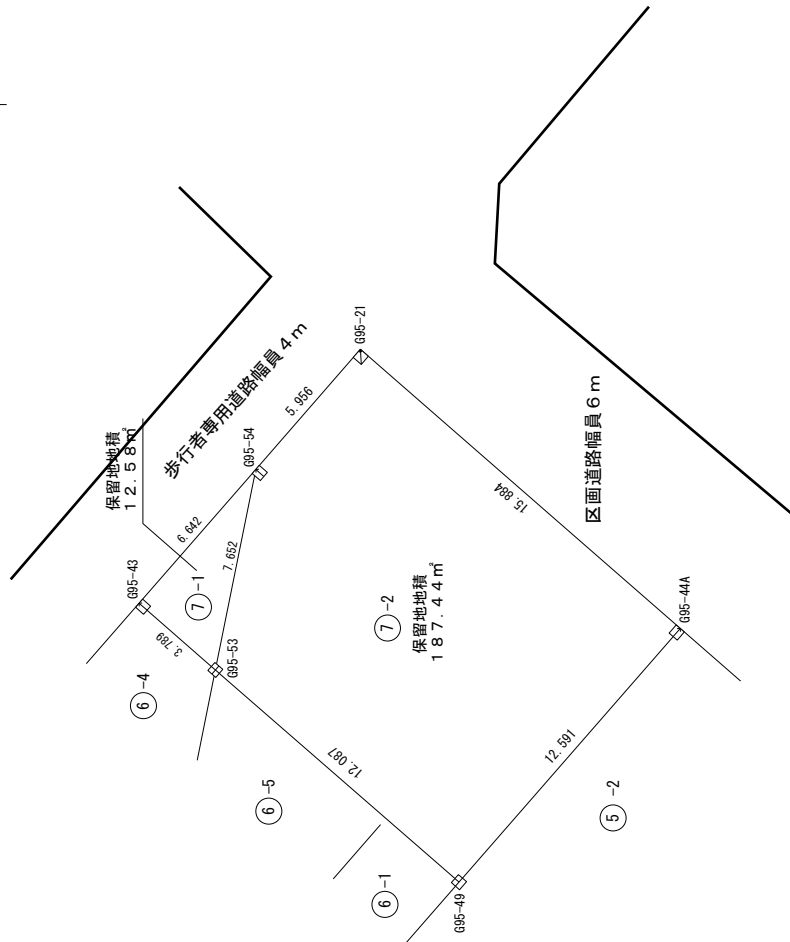 G95-21
歩行者専用道路幅員4m
5.956
保留地地積
12.58㎡
G95-54
6.642
7.652
G95-43
⑦-1
3.789
G95-53
⑥-4
区画道路幅員6m
15.884
⑦-2
保留地地積
187.44㎡
G95-44A
12.087
12.591
⑥-5
⑤-2
⑥-1
G95-49